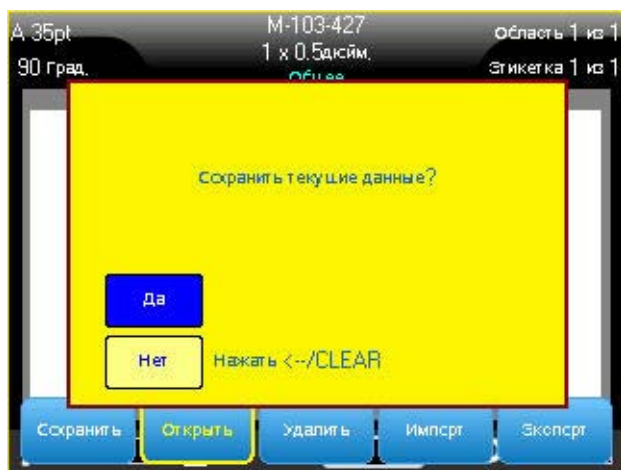 A 35pt
M-103-427
Область 1 из 1
1 x 0.5дюйм.
90 Град.
Общее
Этикетка 1 из 1
Сохранить текущие данные?
Да
Нет
Нажать <--/CLEAR
Сохранить
Открыть
Удалить
Импорт
Экспорт